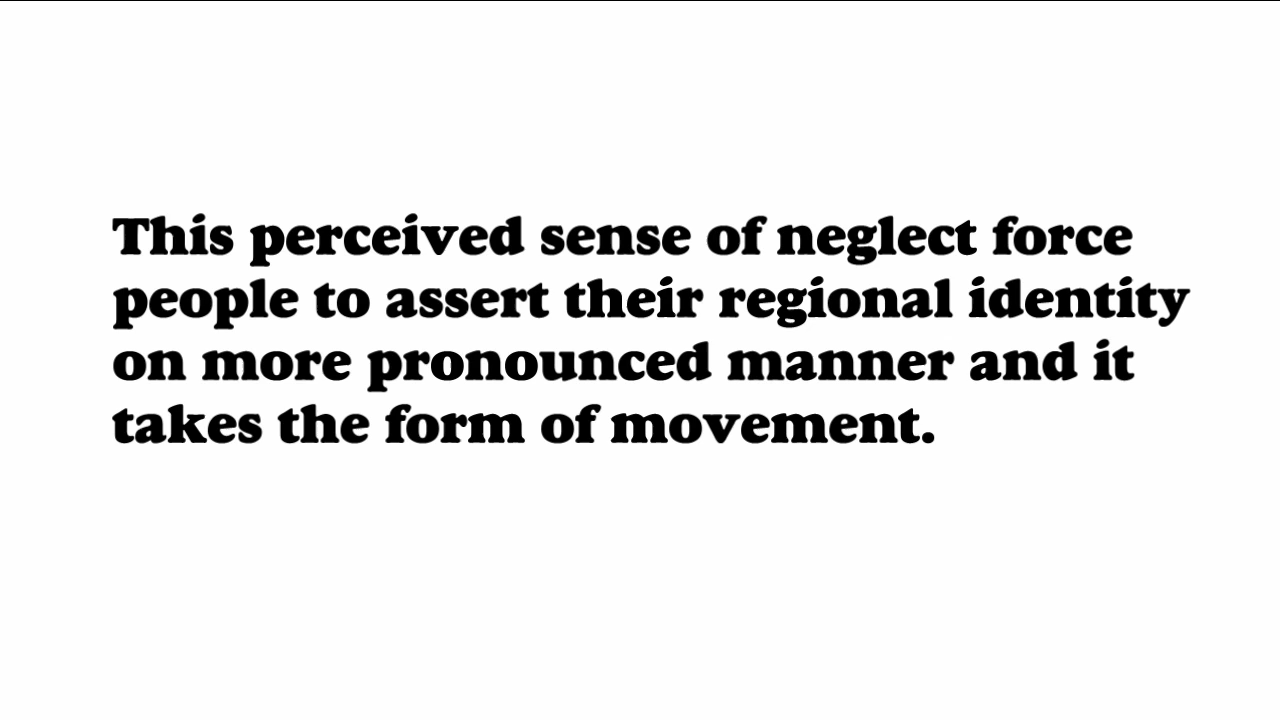 This perceived sense of neglect force
people to assert their regional identity
on more pronounced manner and it
takes the form of movement.